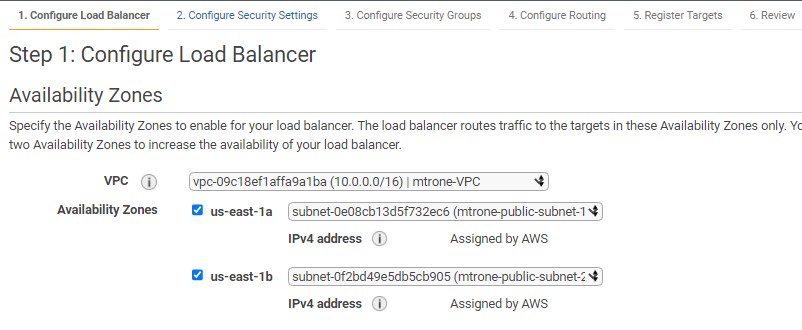 1. Configure Load Balancer 2. Configure Security Settings 3. Configure Security Groups 4. Configure Routing 5. Register Targets 6. Review
Step 1: Configure Load Balancer
Availability Zones
Specify the Availability Zones to enable for your load balancer. The load balancer routes traffic to the targets in these Availability Zones only. Yo
two Availability Zones to increase the availability of your load balancer.
VPC i vpc-09c18ef1affa9a1ba (10.0.0.0/16) | mtrone-VPC
Availability Zones us-east-1a subnet-0e08cb13d5f732ec6 (mtrone-public-subnet-1
IPv4 address i Assigned by AWS
us-east-1b subnet-0f2bd49e5db5cb905 (mtrone-public-subnet-2
IPv4 address i Assigned by AWS